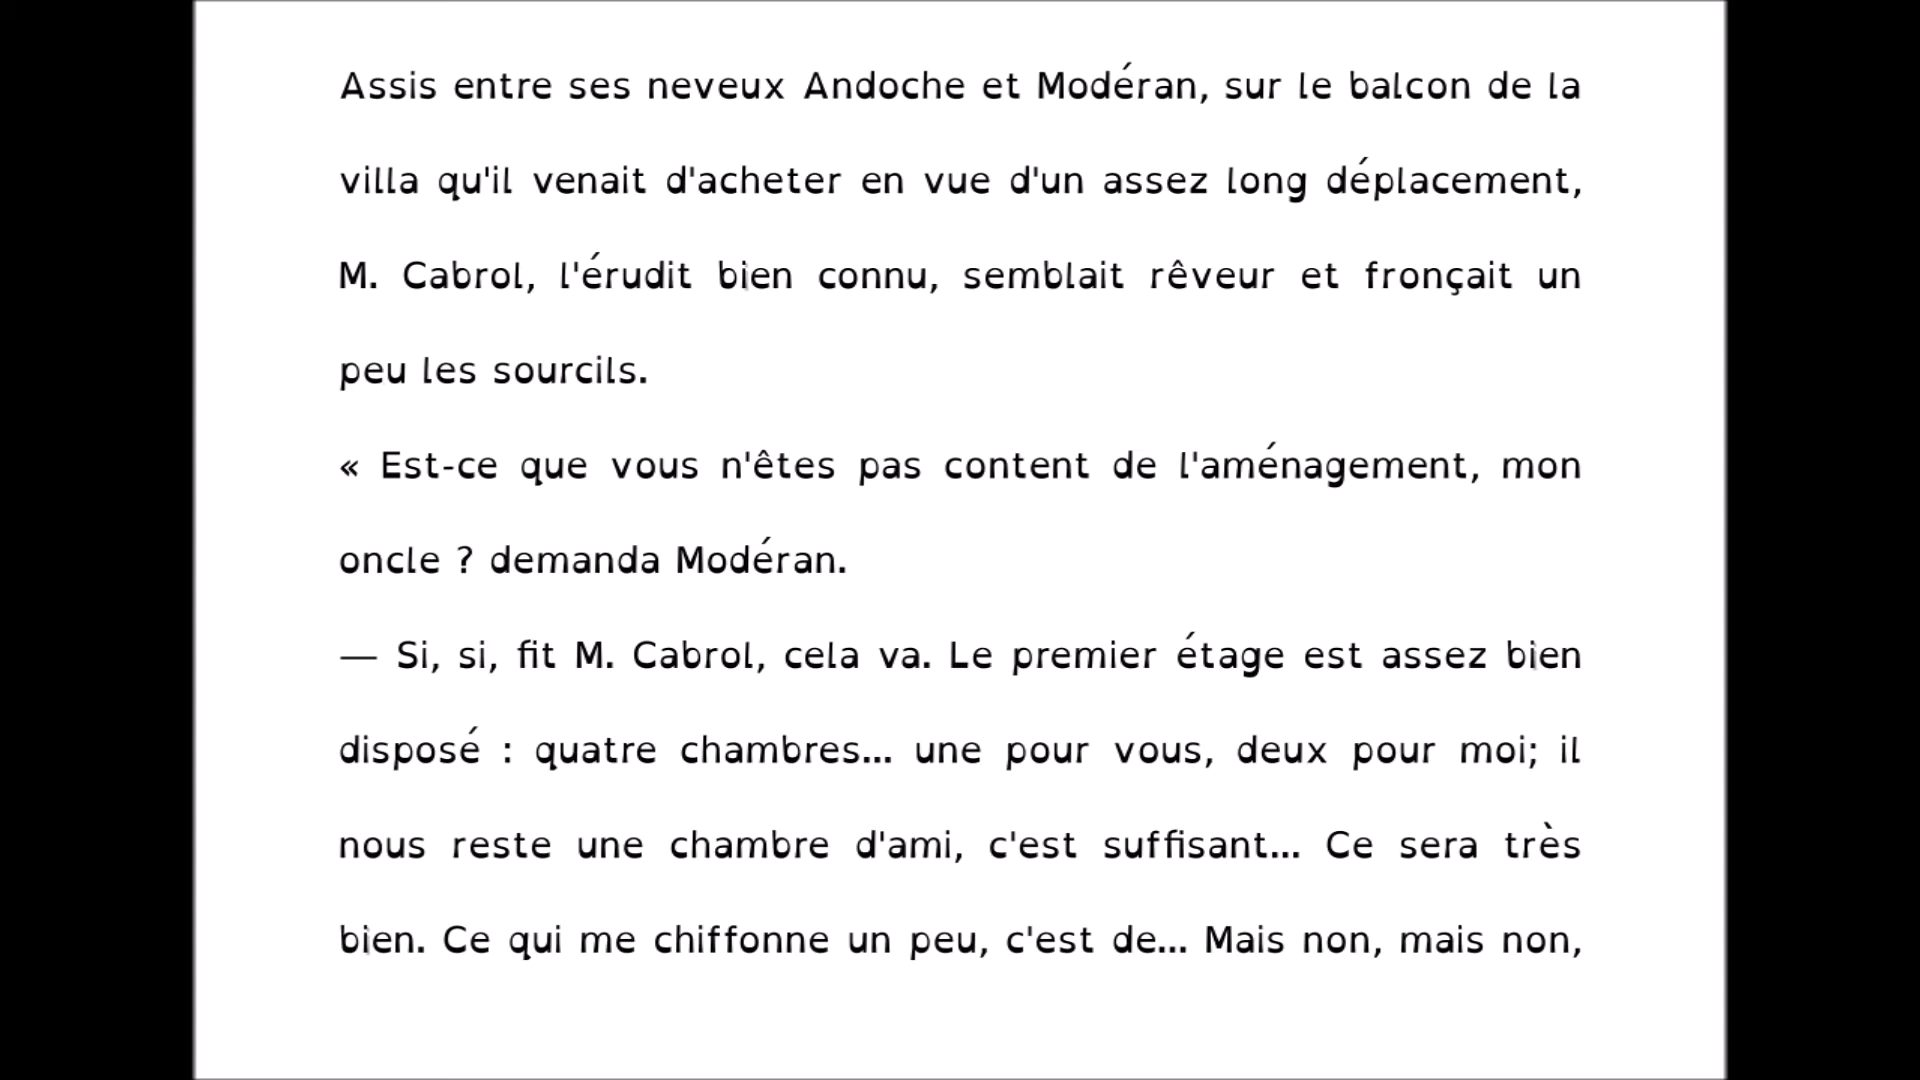 Assis entre ses neveux Andoche et Modéran, sur le balcon de la
villa qu'il venait d'acheter en vue d'un assez long déplacement,
M. Cabrol, l'érudit bien connu, semblait rêveur et fronçait un
peu les sourcils.
« Est-ce que vous n'êtes pas content de l'aménagement, mon
oncle ? demanda Modéran.
— Si, si, fit M. Cabrol, cela va. Le premier étage est assez bien
disposé : quatre chambres... une pour vous, deux pour moi; il
nous reste une chambre d'ami, c'est suffisant... Ce sera très
bien. Ce qui me chiffonne un peu, c'est de... Mais non, mais non,